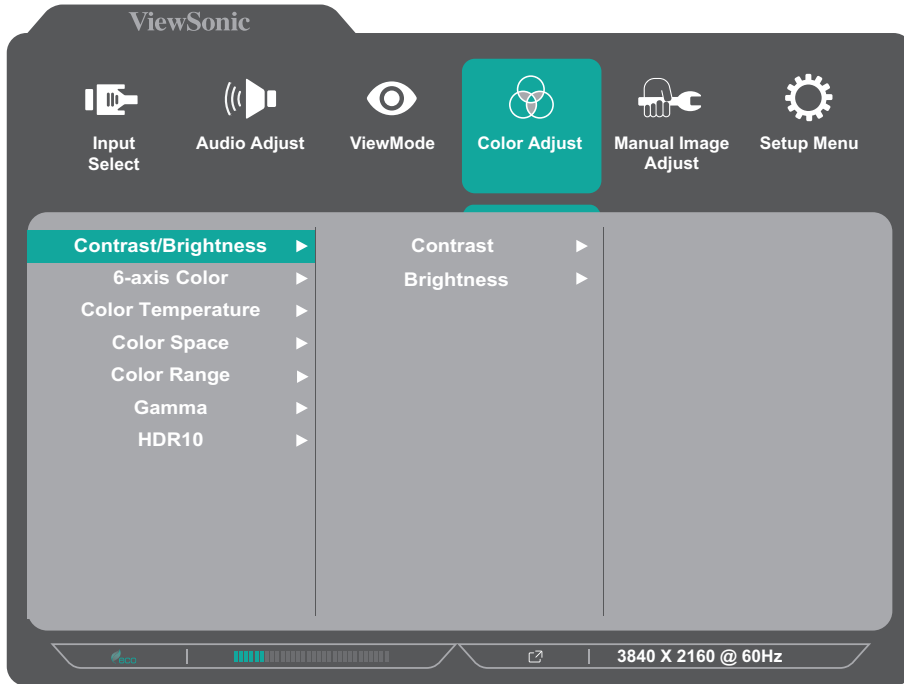 ViewSonic
Input
Select
Audio Adjust
ViewMode
Color Adjust
Manual Image
Adjust
Setup Menu
Contrast/Brightness
6-axis Color
Color Temperature
Color Space
Color Range
Gamma
HDR10
Contrast
Brightness
eco
3840 X 2160 @ 60Hz